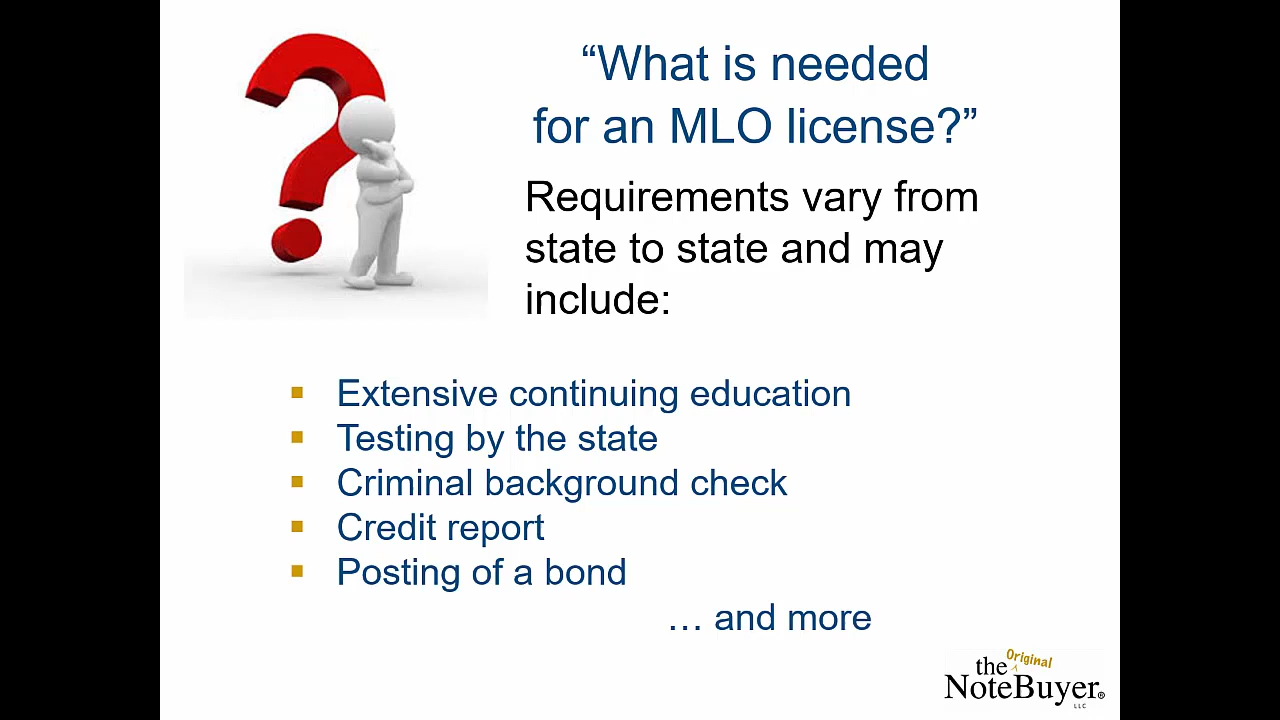 “What is needed
for an MLO license?”
Requirements vary from
state to state and may
include:
▪ Extensive continuing education
▪ Testing by the state
▪ Criminal background check
▪ Credit report
▪ Posting of a bond
… and more
the Original
NoteBuyer®
LLC